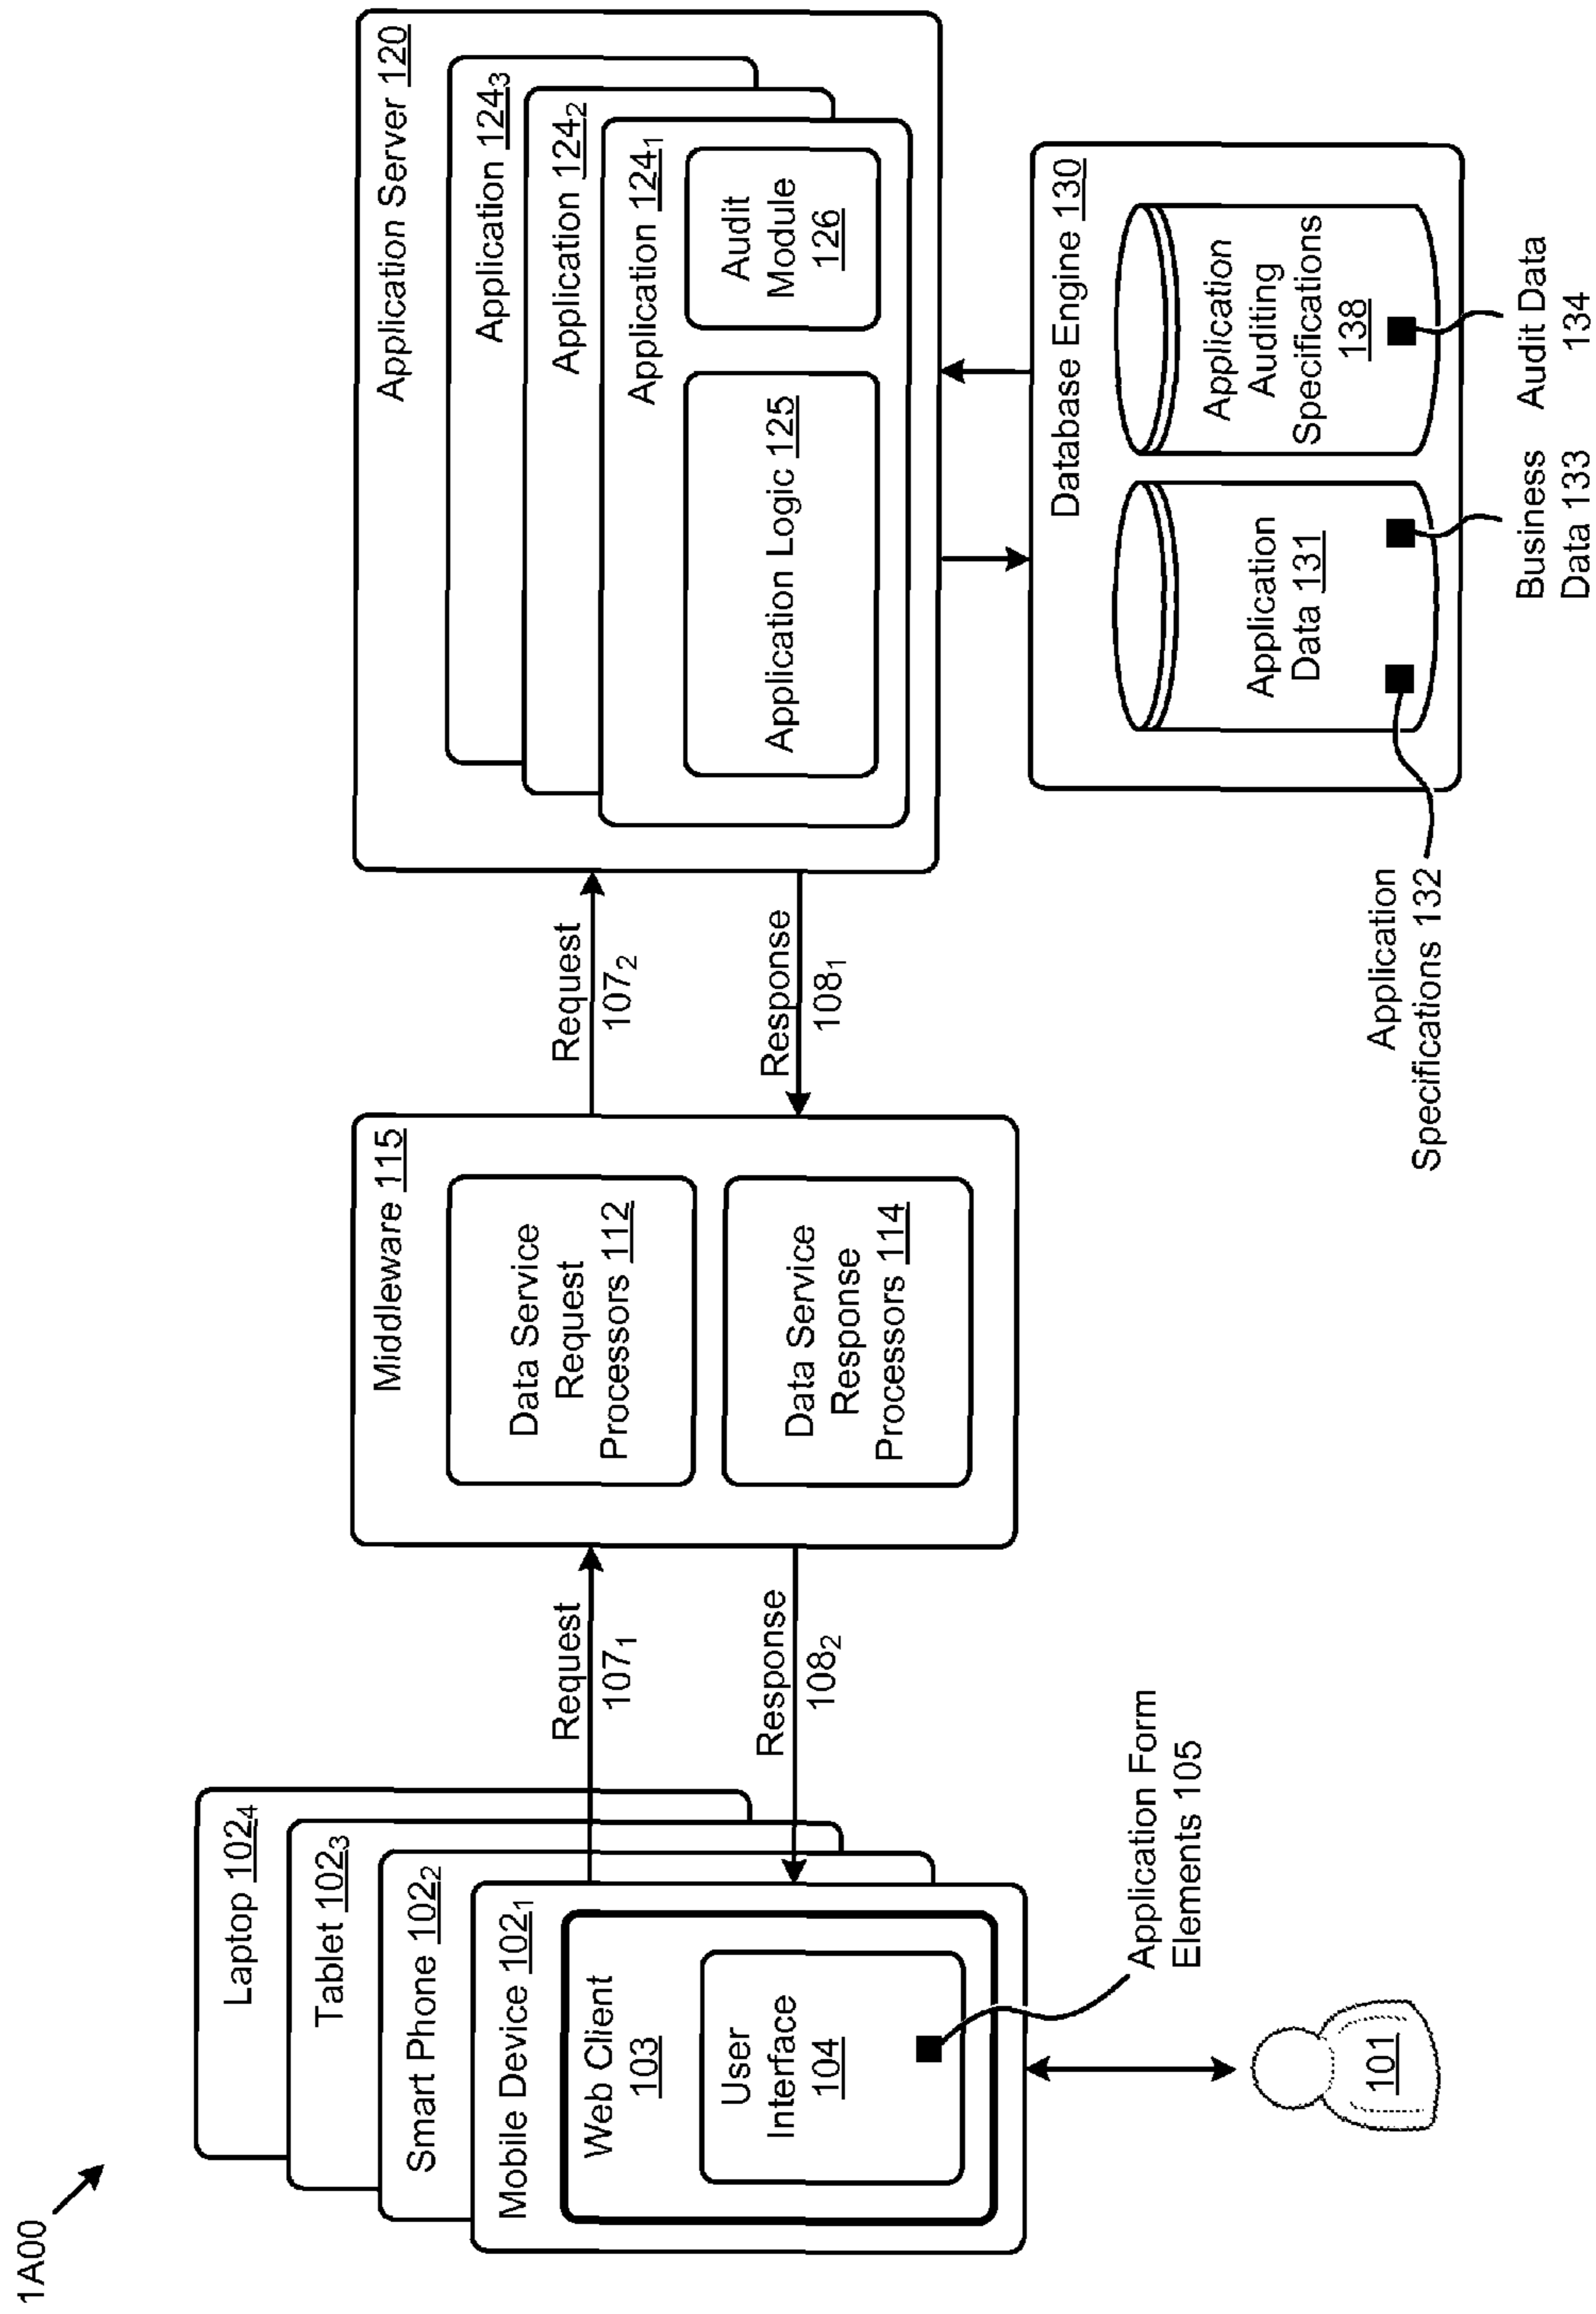 1A00
Laptop 102₄
Tablet 102₃
Smart Phone 102₂
Mobile Device 102₁
Web Client
103
User
Interface
104
Application Form
Elements 105
101
Request
107₁
Response
108₂
Middleware 115
Data Service
Request
Processors 112
Data Service
Response
Processors 114
Request
107₂
Response
108₁
Application Server 120
Application 124₃
Application 124₂
Application 124₁
Application Logic 125
Audit
Module
126
Database Engine 130
Application
Data 131
Application
Auditing
Specifications
138
Application
Specifications 132
Business
Data 133
Audit Data
134